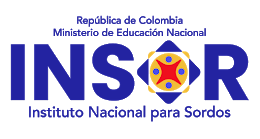 República de Colombia
Ministerio de Educación Nacional
INSOR
Instituto Nacional para Sordos